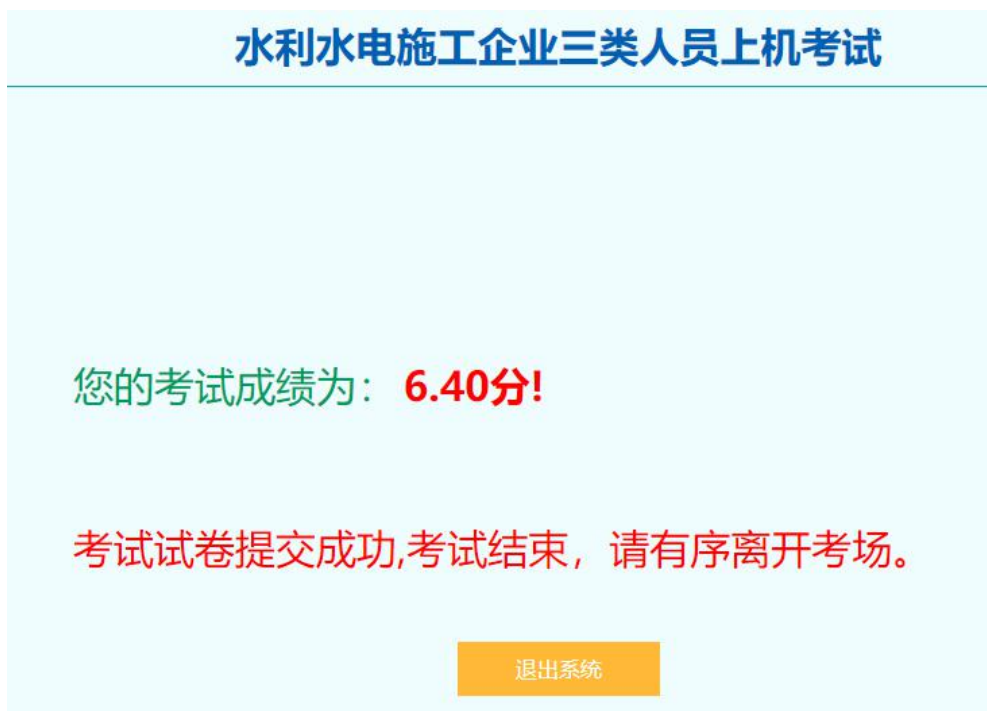 水利水电施工企业三类人员上机考试
您的考试成绩为：6.40分!
考试试卷提交成功,考试结束，请有序离开考场。
退出系统